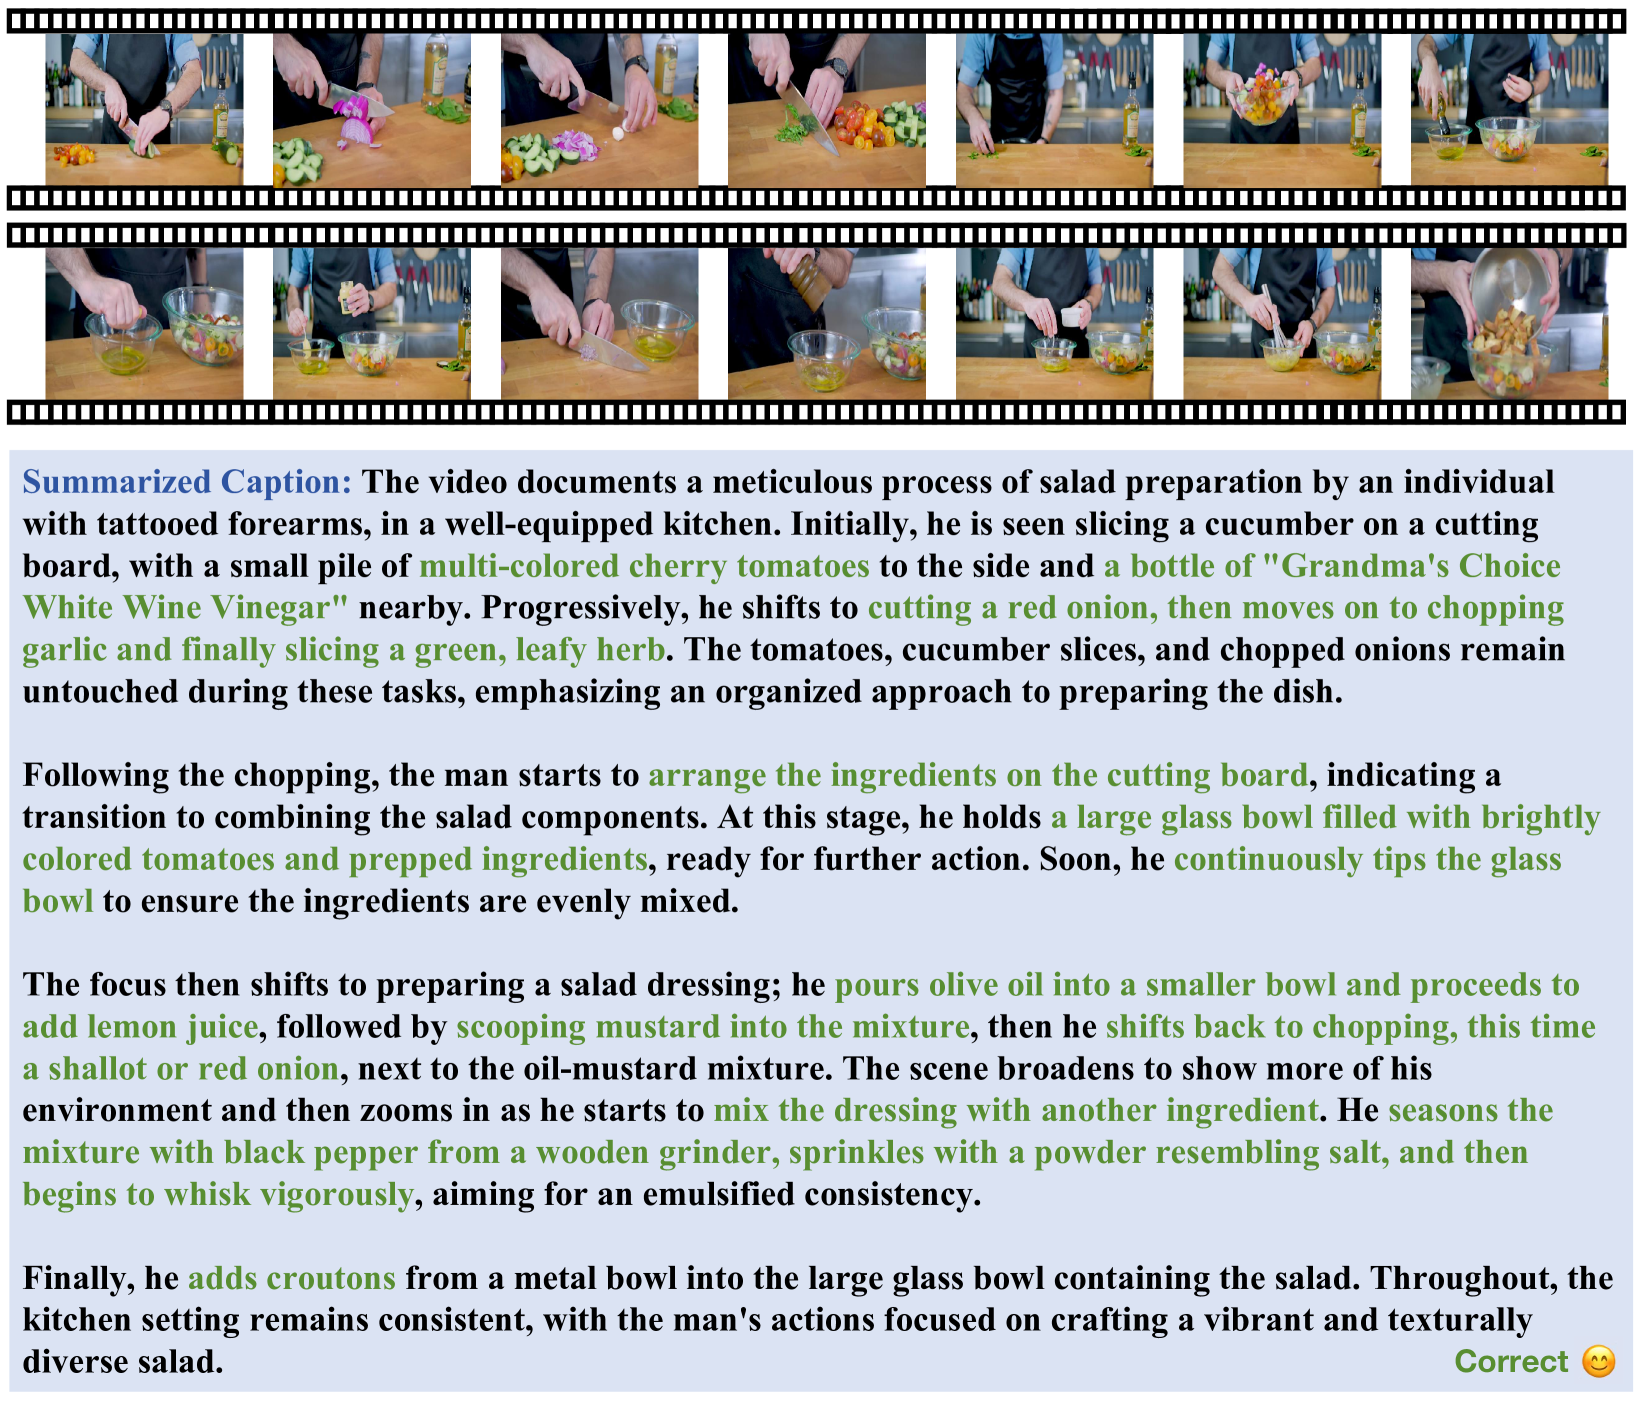 Summarized Caption: The video documents a meticulous process of salad preparation by an individual
with tattooed forearms, in a well-equipped kitchen. Initially, he is seen slicing a cucumber on a cutting
board, with a small pile of multi-colored cherry tomatoes to the side and a bottle of "Grandma's Choice
White Wine Vinegar" nearby. Progressively, he shifts to cutting a red onion, then moves on to chopping
garlic and finally slicing a green, leafy herb. The tomatoes, cucumber slices, and chopped onions remain
untouched during these tasks, emphasizing an organized approach to preparing the dish.
Following the chopping, the man starts to arrange the ingredients on the cutting board, indicating a
transition to combining the salad components. At this stage, he holds a large glass bowl filled with brightly
colored tomatoes and prepped ingredients, ready for further action. Soon, he continuously tips the glass
bowl to ensure the ingredients are evenly mixed.
The focus then shifts to preparing a salad dressing; he pours olive oil into a smaller bowl and proceeds to
add lemon juice, followed by scooping mustard into the mixture, then he shifts back to chopping, this time
a shallot or red onion, next to the oil-mustard mixture. The scene broadens to show more of his
environment and then zooms in as he starts to mix the dressing with another ingredient. He seasons the
mixture with black pepper from a wooden grinder, sprinkles with a powder resembling salt, and then
begins to whisk vigorously, aiming for an emulsified consistency.
Finally, he adds croutons from a metal bowl into the large glass bowl containing the salad. Throughout, the
kitchen setting remains consistent, with the man's actions focused on crafting a vibrant and texturally
diverse salad.
Correct 😊